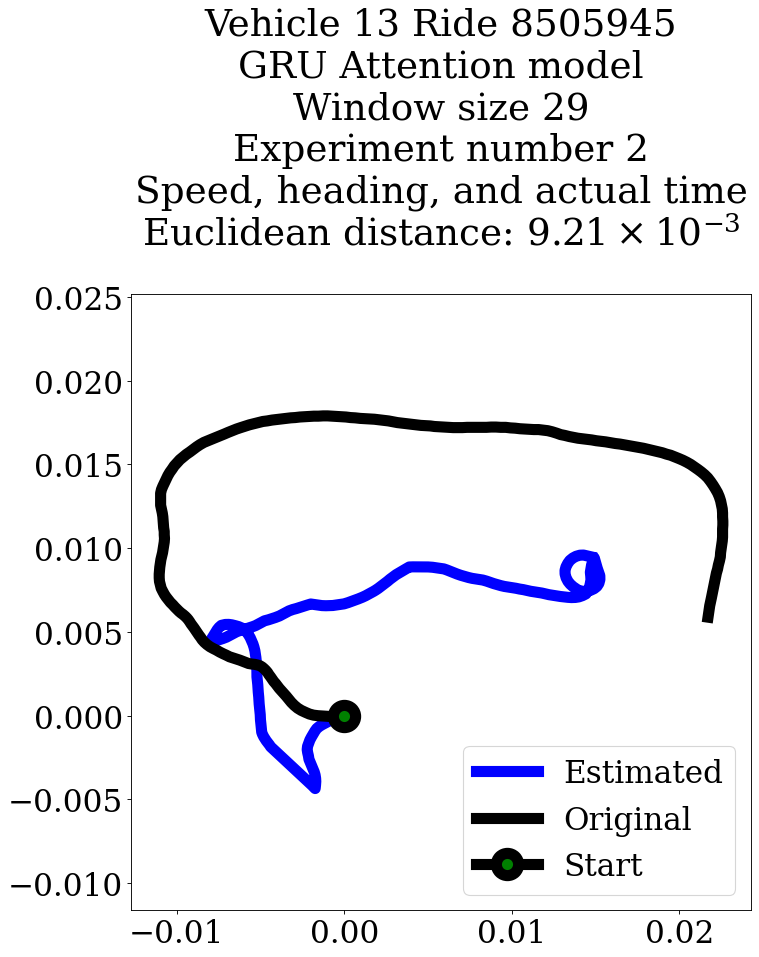 Vehicle 13 Ride 8505945
GRU Attention model
Window size 29
Experiment number 2
Speed, heading, and actual time
Euclidean distance: 9.21 × 10⁻³
0.025
0.020
0.015
0.010
0.005
0.000
−0.005
−0.010
−0.01 0.00 0.01 0.02
Estimated
Original
Start